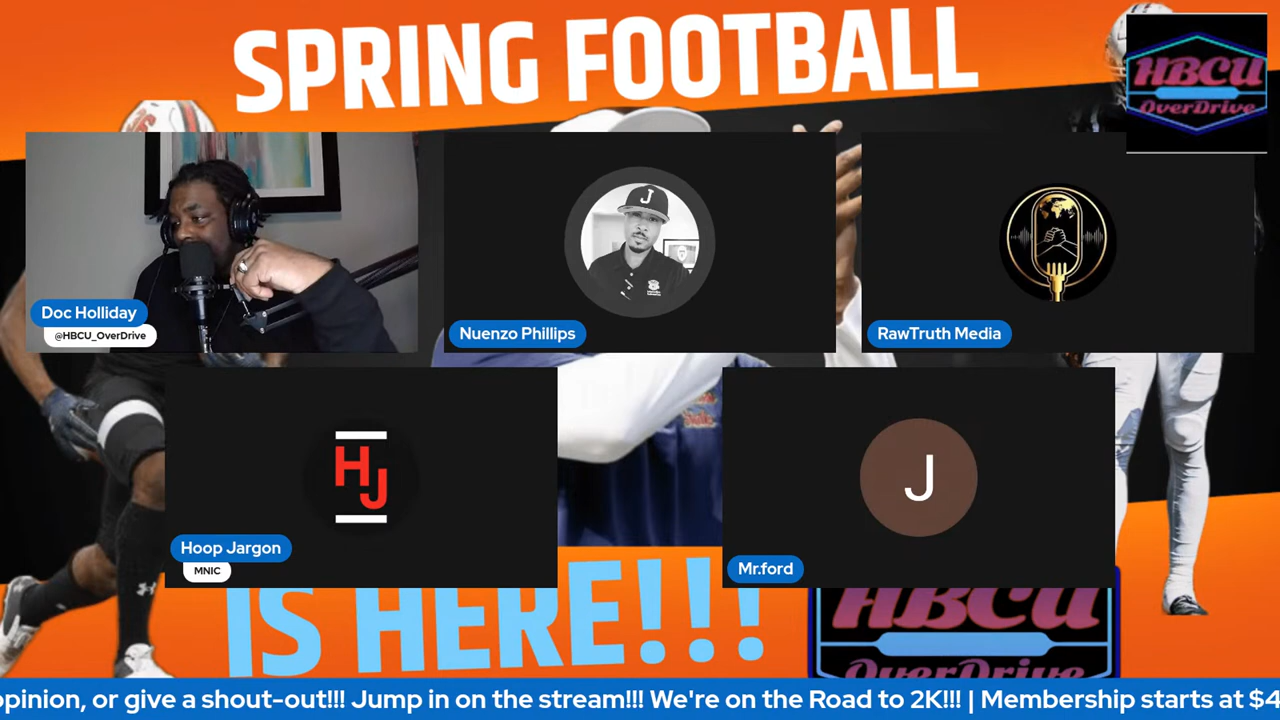 SPRING FOOTBALL
HBCU
OverDrive
J
Doc Holliday
@HBCU_OverDrive
Nuenzo Phillips
RawTruth Media
HJ
Hoop Jargon
MNIC
J
Mr.ford
IS HERE!!!
HBCU
OverDrive
opinion, or give a shout-out!!! Jump in on the stream!!! We're on the Road to 2K!!! | Membership starts at $4